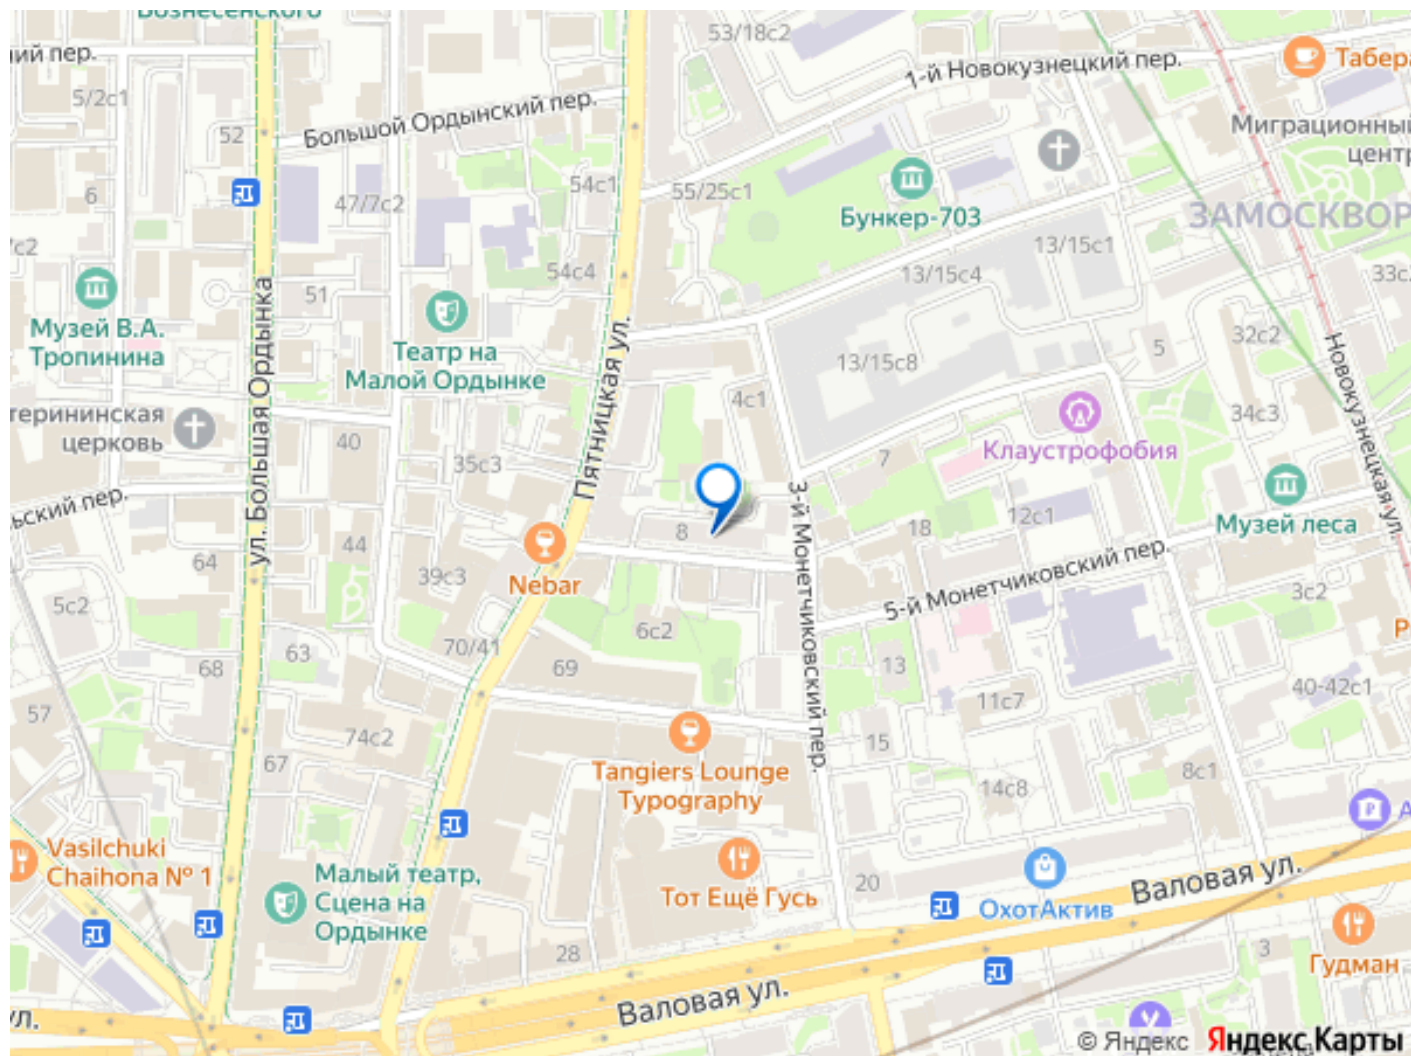 Вознесенского
ий пер.
53/18с2
1-й Новокузнецкий пер.
Табера
5/2с1
52
Большой Ордынский пер.
Миграционный
центр
6
47/7с2
54с1
55/25с1
Бункер-703
ЗАМОСКВОР
7с2
13/15с1
54с4
13/15с4
33с
51
Музей В.А.
Тропинина
ул. Большая Ордынка
Театр на
Малой Ордынке
Пятницкая ул.
13/15с8
5
32с2
Новокузнецкая ул.
4с1
34с3
теринская
церковь
40
35с3
7
Клаустрофобия
ьский пер.
3-й Монетчиковский пер.
18
12с1
Музей леса
8
64
44
39с3
Nebar
5-й Монетчиковский пер.
3с2
5с2
6с2
70/41
63
68
69
13
Р
57
11с7
40-42с1
74с2
15
67
Tangiers Lounge
Typography
14с8
8с1
А
Vasilchuki
Chaihona № 1
Малый театр,
Сцена на
Ордынке
Тот Ещё Гусь
20
ОхотАктив
Валовая ул.
28
3
Гудман
Валовая ул.
л.
© Яндекс Яндекс Карты